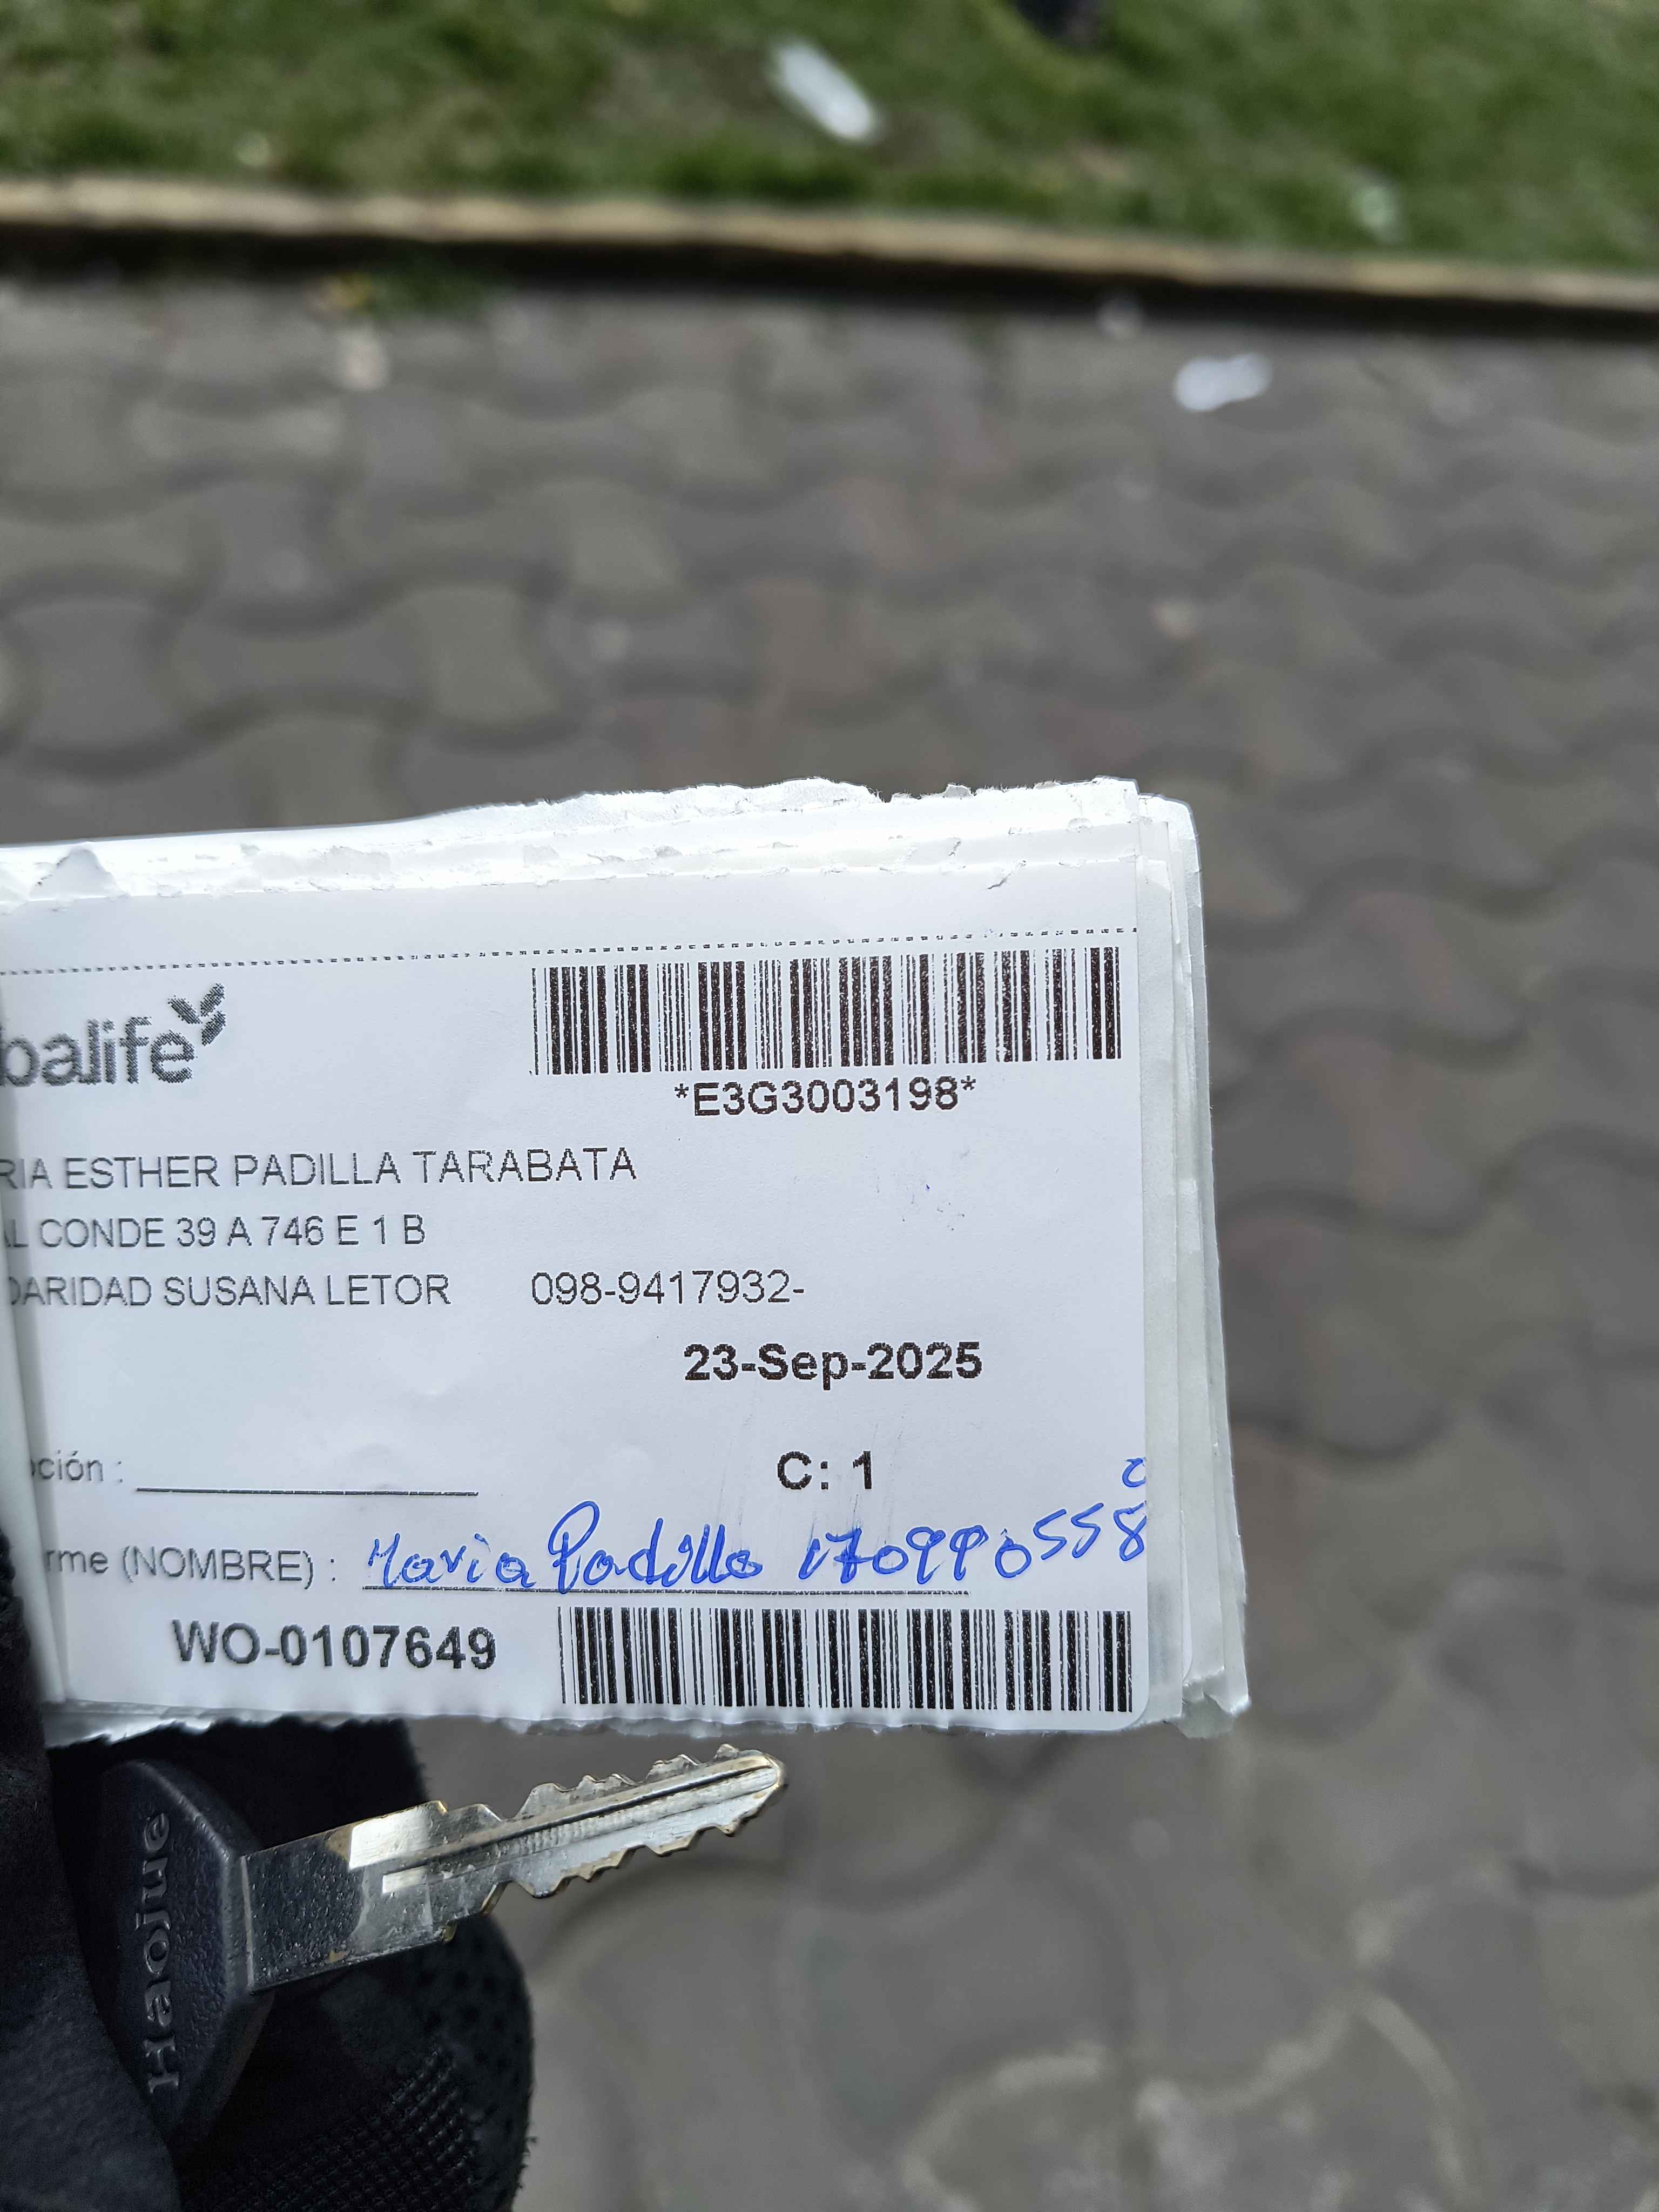 balife
*E3G3003198*
RIA ESTHER PADILLA TARABATA
AL CONDE 39 A 746 E 1 B
DARIDAD SUSANA LETOR 098-9417932-
23-Sep-2025
pción :
C: 1
rme (NOMBRE) : Maria Padilla 170990558
0
WO-0107649
Haojue